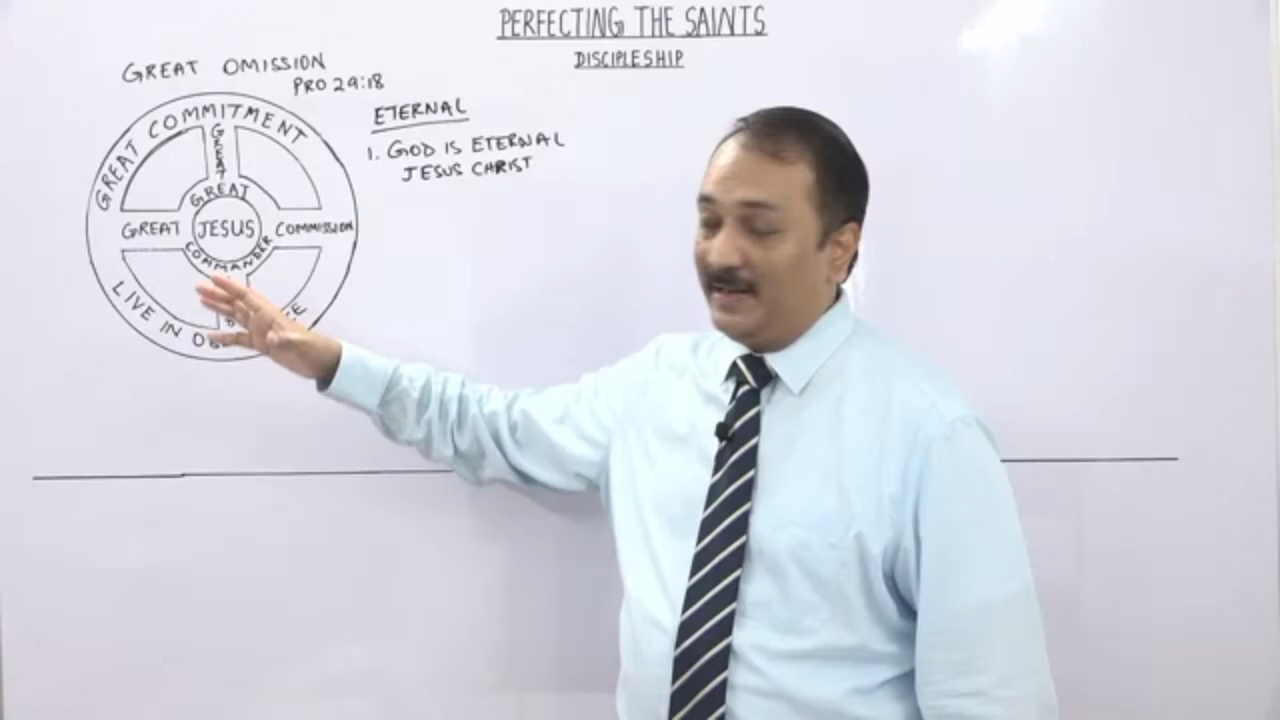 PERFECTING THE SAINTS
DISCIPLESHIP
GREAT OMISSION
PRO 29:18
GREAT COMMITMENT
GREAT
GREAT
GREAT JESUS COMMISSION
COMMANDER
LIVE IN
ETERNAL
1. GOD IS ETERNAL
JESUS CHRIST